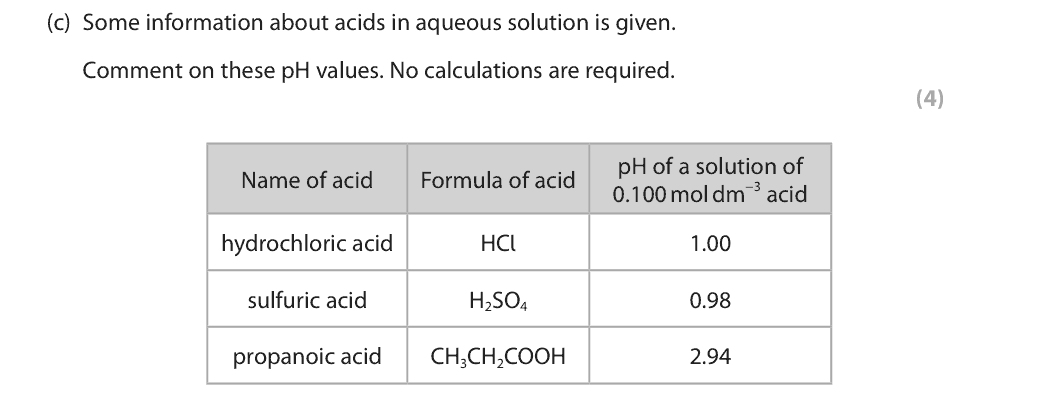 (c) Some information about acids in aqueous solution is given.
Comment on these pH values. No calculations are required.
(4)
Name of acid
Formula of acid
pH of a solution of
0.100 mol dm⁻³ acid
hydrochloric acid
HCl
1.00
sulfuric acid
H₂SO₄
0.98
propanoic acid
CH₃CH₂COOH
2.94